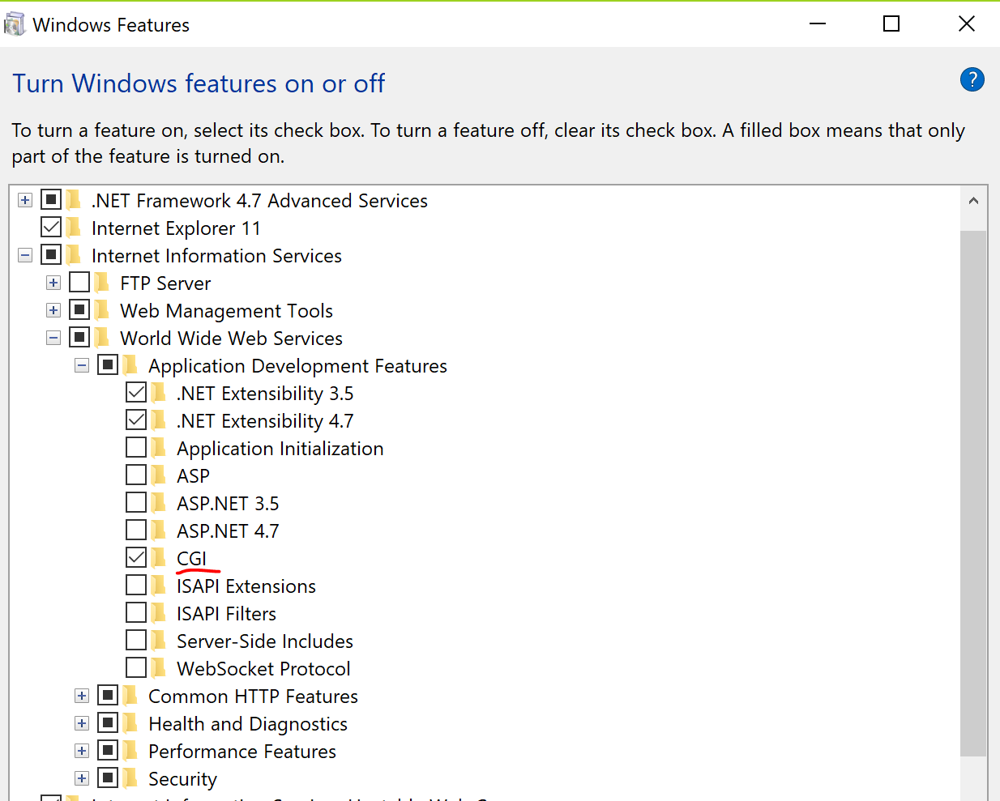 Windows Features
Turn Windows features on or off
?
To turn a feature on, select its check box. To turn a feature off, clear its check box. A filled box means that only
part of the feature is turned on.
.NET Framework 4.7 Advanced Services
Internet Explorer 11
Internet Information Services
FTP Server
Web Management Tools
World Wide Web Services
Application Development Features
.NET Extensibility 3.5
.NET Extensibility 4.7
Application Initialization
ASP
ASP.NET 3.5
ASP.NET 4.7
CGI
ISAPI Extensions
ISAPI Filters
Server-Side Includes
WebSocket Protocol
Common HTTP Features
Health and Diagnostics
Performance Features
Security